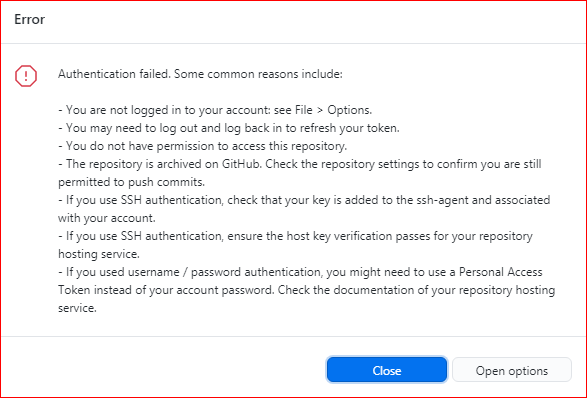 Error
Authentication failed. Some common reasons include:
- You are not logged in to your account: see File > Options.
- You may need to log out and log back in to refresh your token.
- You do not have permission to access this repository.
- The repository is archived on GitHub. Check the repository settings to confirm you are still
permitted to push commits.
- If you use SSH authentication, check that your key is added to the ssh-agent and associated
with your account.
- If you use SSH authentication, ensure the host key verification passes for your repository
hosting service.
- If you used username / password authentication, you might need to use a Personal Access
Token instead of your account password. Check the documentation of your repository hosting
service.
Close
Open options